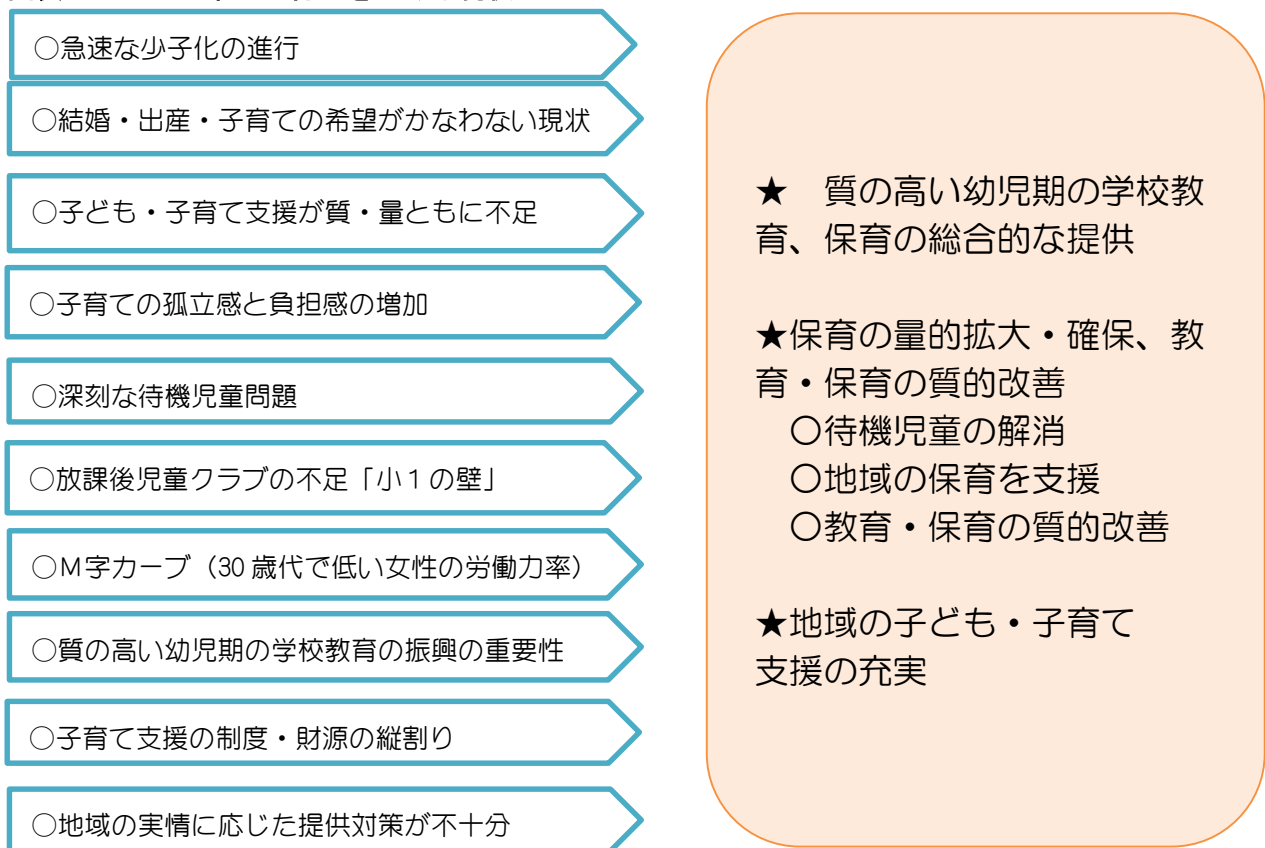 ○急速な少子化の進行
○結婚・出産・子育ての希望がかなわない現状
○子ども・子育て支援が質・量ともに不足
○子育ての孤立感と負担感の増加
○深刻な待機児童問題
○放課後児童クラブの不足「小１の壁」
○Ｍ字カーブ（30 歳代で低い女性の労働力率）
○質の高い幼児期の学校教育の振興の重要性
○子育て支援の制度・財源の縦割り
○地域の実情に応じた提供対策が不十分
★　質の高い幼児期の学校教
育、保育の総合的な提供
★保育の量的拡大・確保、教
育・保育の質的改善
　〇待機児童の解消
　〇地域の保育を支援
　〇教育・保育の質的改善
★地域の子ども・子育て
支援の充実